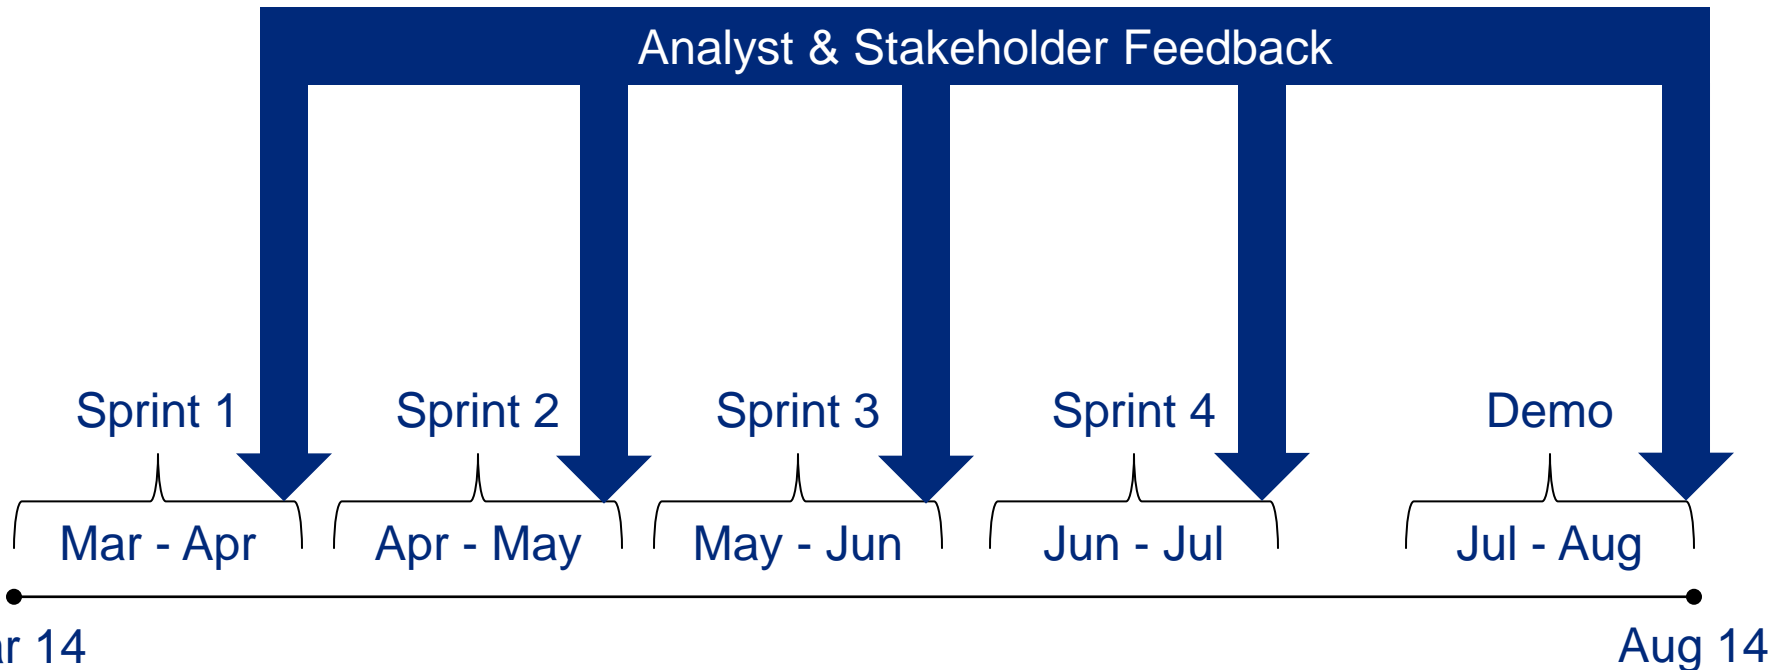 Analyst & Stakeholder Feedback
Sprint 1
Sprint 2
Sprint 3
Sprint 4
Demo
Mar - Apr
Apr - May
May - Jun
Jun - Jul
Jul - Aug
14
Aug 14